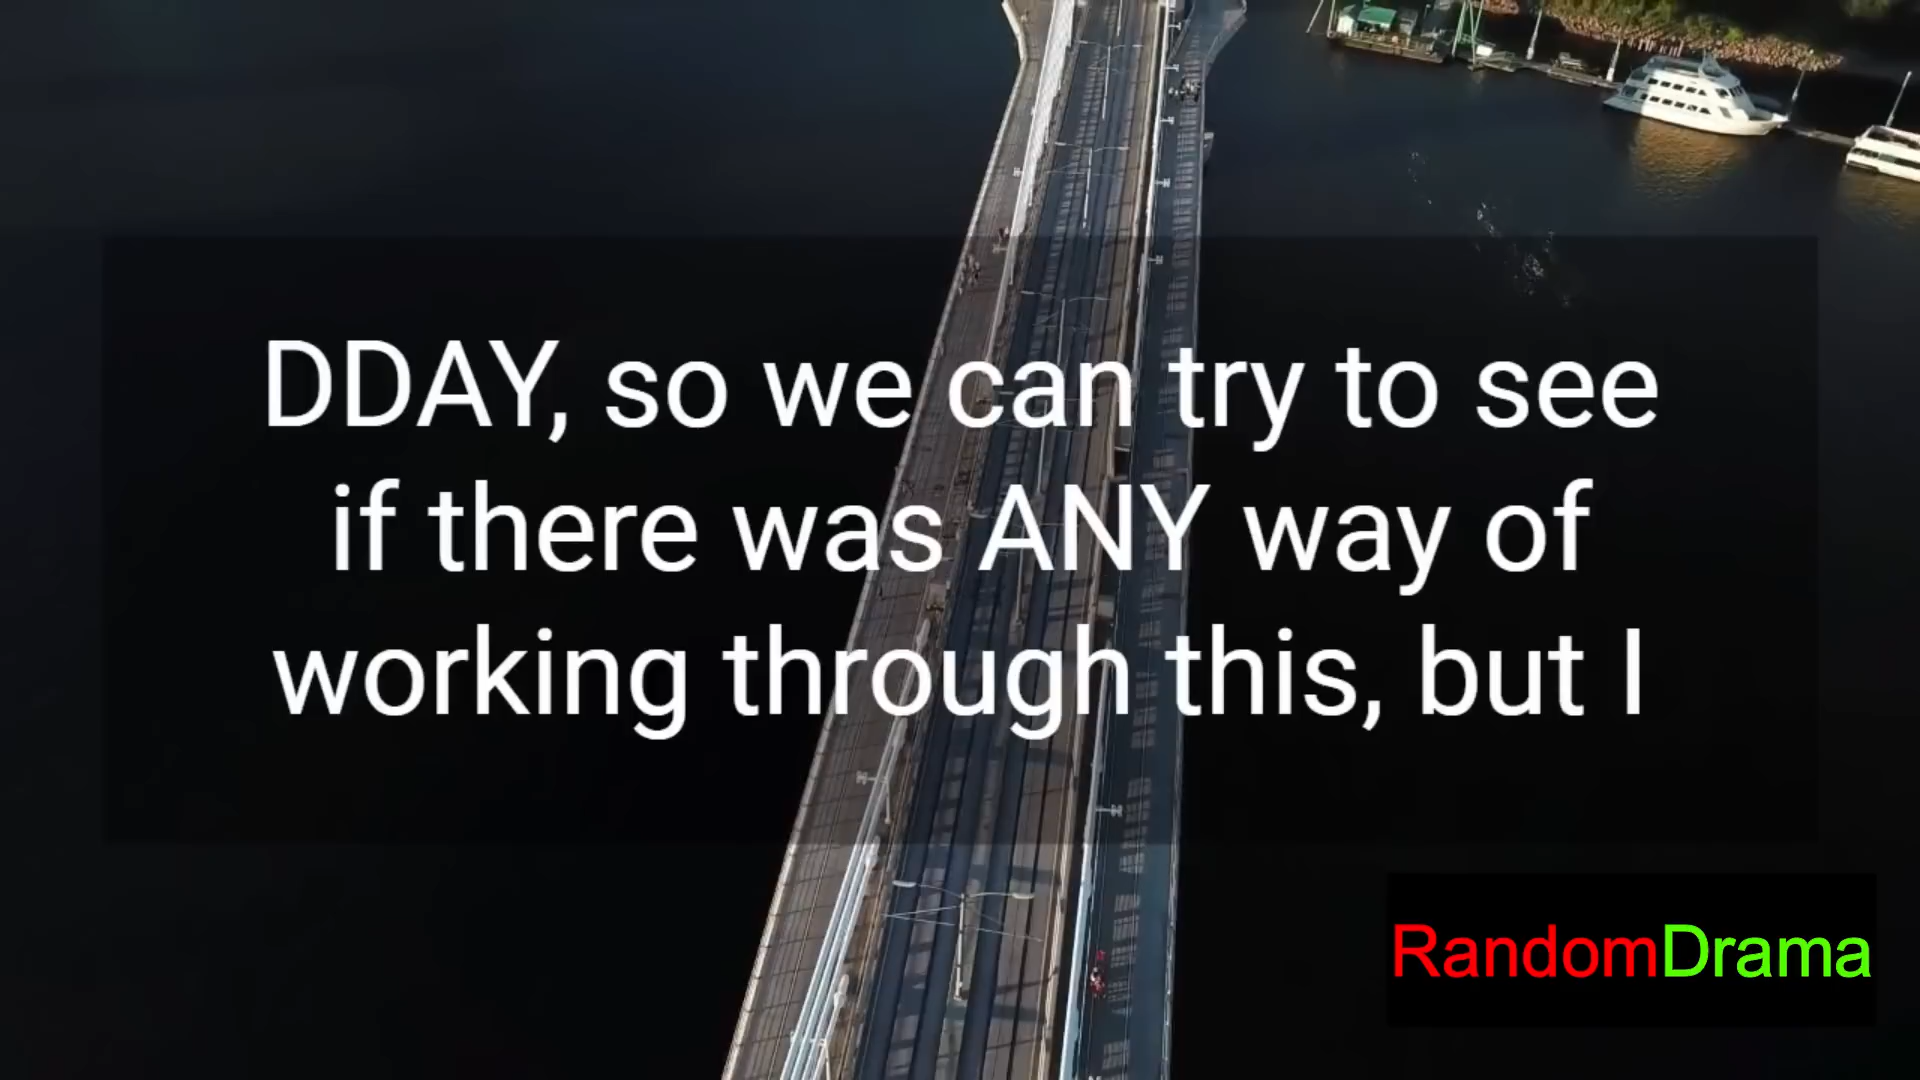 DDAY, so we can try to see
if there was ANY way of
working through this, but I
RandomDrama